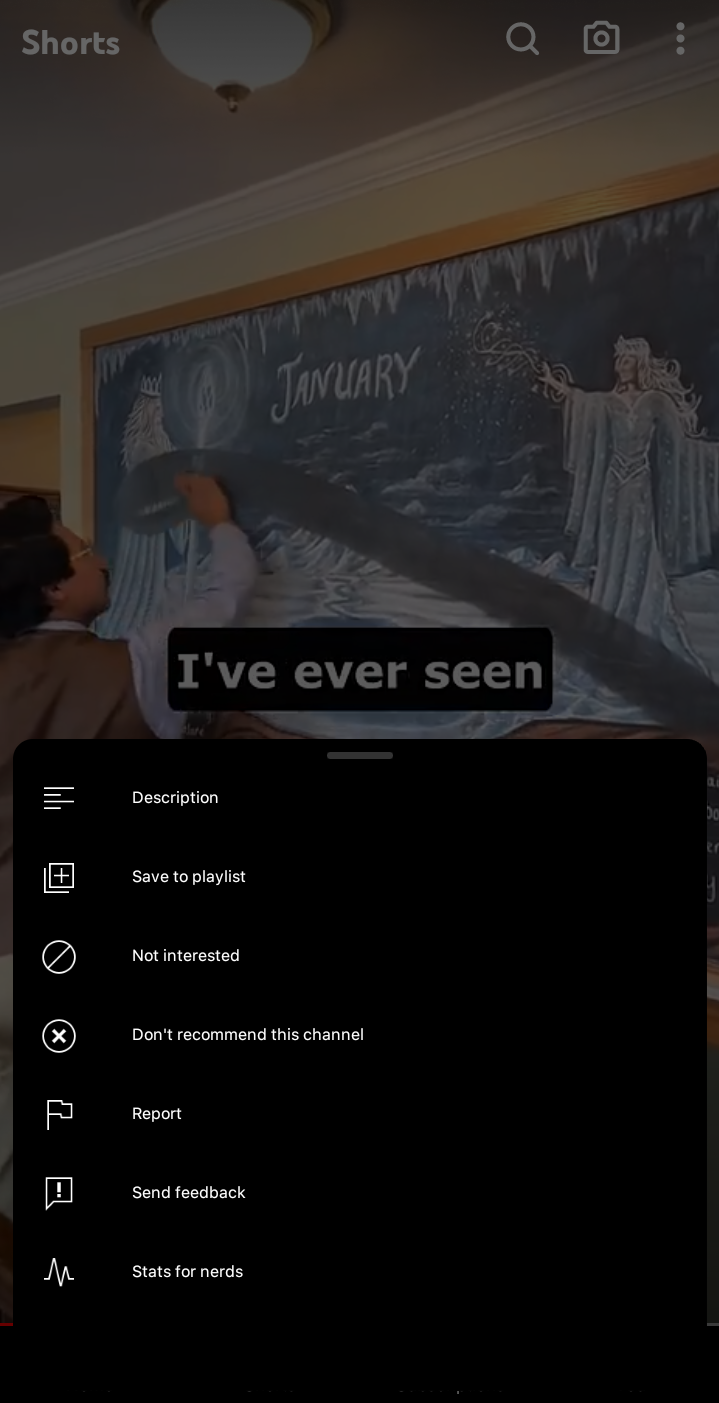 Shorts
JANUARY
I've ever seen
Description
Save to playlist
Not interested
Don't recommend this channel
Report
Send feedback
Stats for nerds